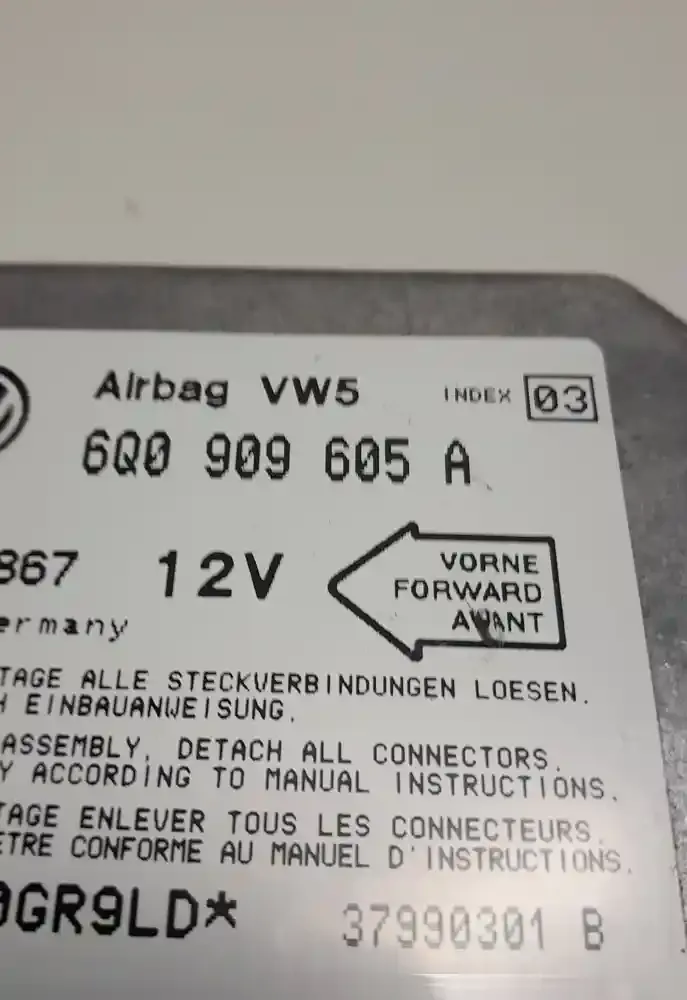 Airbag VW5 INDEX 03
6Q0 909 605 A
867 12V
VORNE
FORWARD
AVANT
ermany
TAGE ALLE STECKVERBINDUNGEN LOESEN.
H EINBAUANWEISUNG.
ASSEMBLY, DETACH ALL CONNECTORS.
Y ACCORDING TO MANUAL INSTRUCTIONS.
TAGE ENLEVER TOUS LES CONNECTEURS.
ETRE CONFORME AU MANUEL D'INSTRUCTIONS.
0GR9LD* 37990301 B